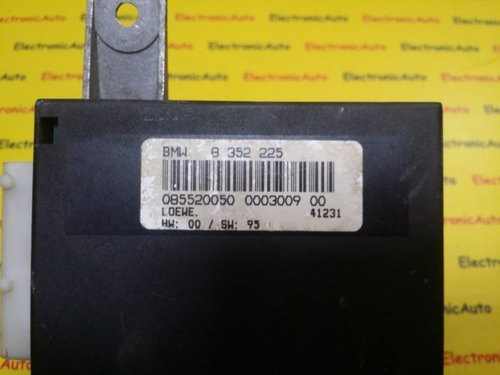 BMW 8 352 225
085520050 0003009 00
LOEWE. 41231
HW: 00 / SW: 95
ElectronicAuto